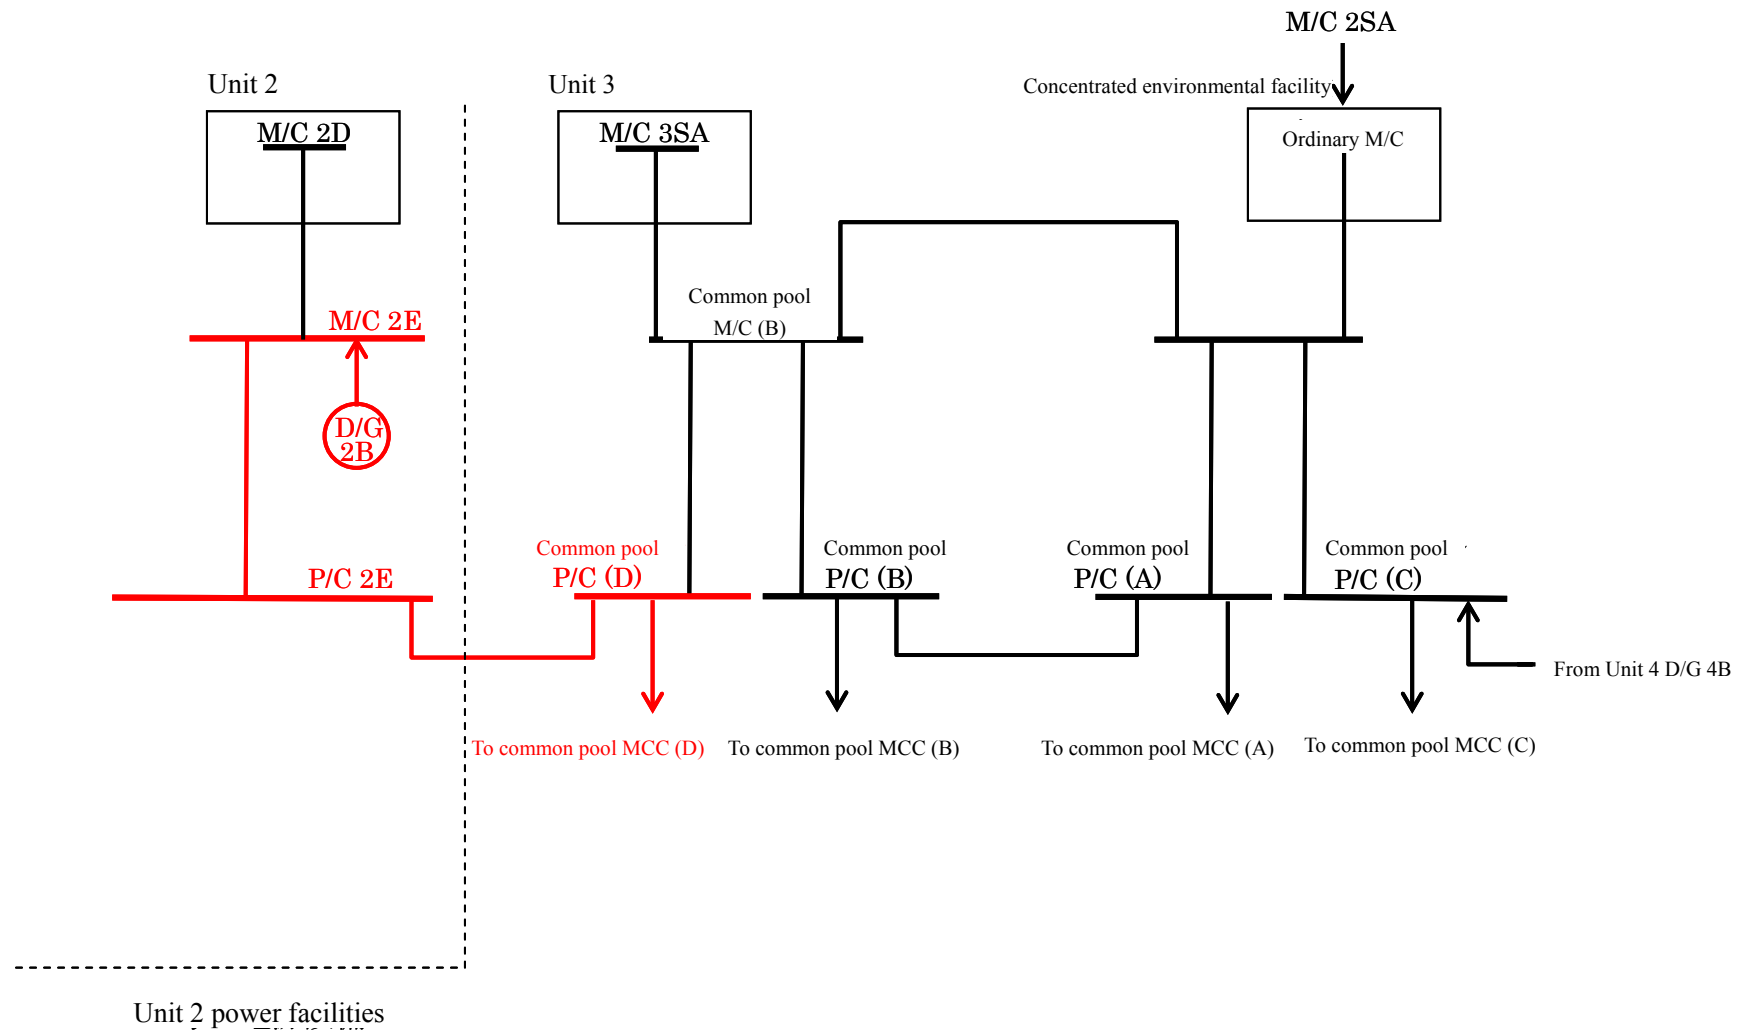 M/C 2SA
Unit 2
Unit 3
Concentrated environmental facility
M/C 2D
M/C 3SA
Ordinary M/C
Common pool
M/C (B)
M/C 2E
D/G
2B
Common pool
P/C (D)
Common pool
P/C (B)
Common pool
P/C (A)
Common pool
P/C (C)
P/C 2E
From Unit 4 D/G 4B
To common pool MCC (D)
To common pool MCC (B)
To common pool MCC (A)
To common pool MCC (C)
Unit 2 power facilities